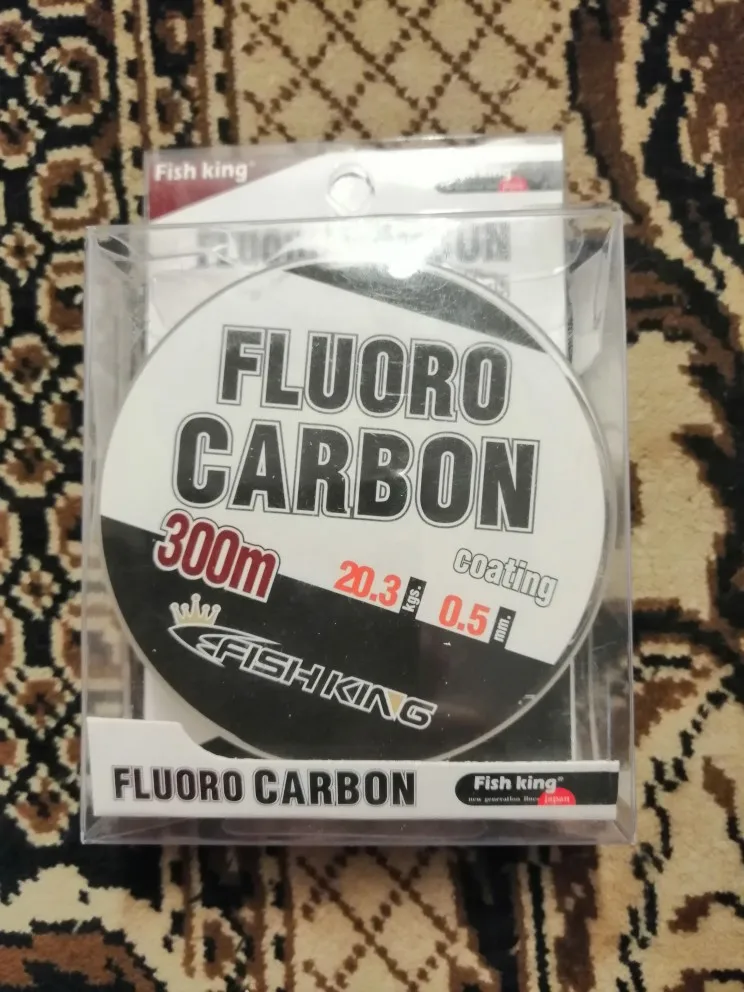 Fish king®
FLUORO
CARBON
300m
20.3 kgs.
coating
0.5 mm.
FISH KING
FLUORO CARBON
Fish king®
new generation lines Japan